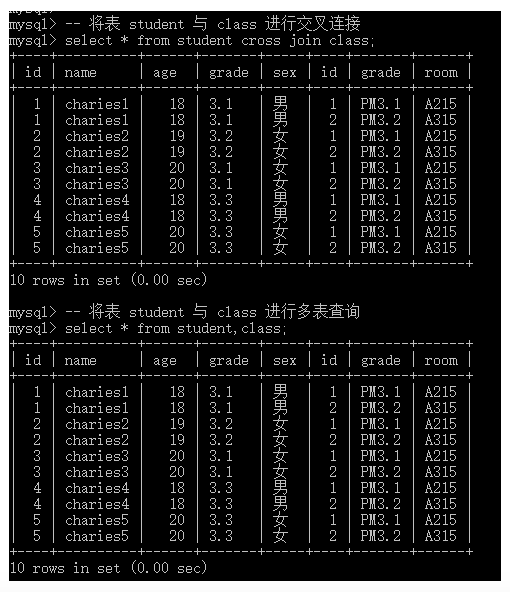 mysql>
mysql> -- 将表 student 与 class 进行交叉连接
mysql> select * from student cross join class;
+----+----------+-----+-------+-----+----+-------+------+
| id | name | age | grade | sex | id | grade | room |
+----+----------+-----+-------+-----+----+-------+------+
| 1 | charies1 | 18 | 3.1 | 男 | 1 | PM3.1 | A215 |
| 1 | charies1 | 18 | 3.1 | 男 | 2 | PM3.2 | A315 |
| 2 | charies2 | 19 | 3.2 | 女 | 1 | PM3.1 | A215 |
| 2 | charies2 | 19 | 3.2 | 女 | 2 | PM3.2 | A315 |
| 3 | charies3 | 20 | 3.1 | 女 | 1 | PM3.1 | A215 |
| 3 | charies3 | 20 | 3.1 | 女 | 2 | PM3.2 | A315 |
| 4 | charies4 | 18 | 3.3 | 男 | 1 | PM3.1 | A215 |
| 4 | charies4 | 18 | 3.3 | 男 | 2 | PM3.2 | A315 |
| 5 | charies5 | 20 | 3.3 | 女 | 1 | PM3.1 | A215 |
| 5 | charies5 | 20 | 3.3 | 女 | 2 | PM3.2 | A315 |
+----+----------+-----+-------+-----+----+-------+------+
10 rows in set (0.00 sec)
mysql> -- 将表 student 与 class 进行多表查询
mysql> select * from student,class;
+----+----------+-----+-------+-----+----+-------+------+
| id | name | age | grade | sex | id | grade | room |
+----+----------+-----+-------+-----+----+-------+------+
| 1 | charies1 | 18 | 3.1 | 男 | 1 | PM3.1 | A215 |
| 1 | charies1 | 18 | 3.1 | 男 | 2 | PM3.2 | A315 |
| 2 | charies2 | 19 | 3.2 | 女 | 1 | PM3.1 | A215 |
| 2 | charies2 | 19 | 3.2 | 女 | 2 | PM3.2 | A315 |
| 3 | charies3 | 20 | 3.1 | 女 | 1 | PM3.1 | A215 |
| 3 | charies3 | 20 | 3.1 | 女 | 2 | PM3.2 | A315 |
| 4 | charies4 | 18 | 3.3 | 男 | 1 | PM3.1 | A215 |
| 4 | charies4 | 18 | 3.3 | 男 | 2 | PM3.2 | A315 |
| 5 | charies5 | 20 | 3.3 | 女 | 1 | PM3.1 | A215 |
| 5 | charies5 | 20 | 3.3 | 女 | 2 | PM3.2 | A315 |
+----+----------+-----+-------+-----+----+-------+------+
10 rows in set (0.00 sec)